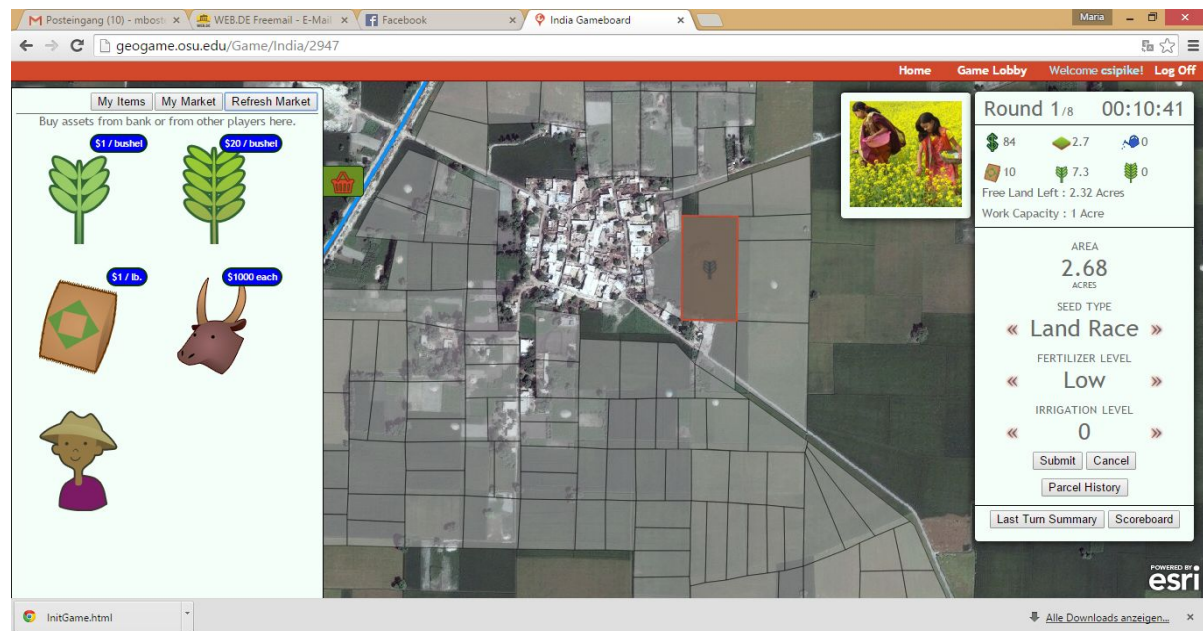 Posteingang (10) - mbost
WEB.DE Freemail - E-Mail
Facebook
India Gameboard
Maria
geogame.osu.edu/Game/India/2947
Home Game Lobby Welcome csipike! Log Off
My Items My Market Refresh Market
Buy assets from bank or from other players here.
$1 / bushel
$20 / bushel
$1 / lb.
$1000 each
Round 1/8 00:10:41
84 2.7 0
10 7.3 0
Free Land Left : 2.32 Acres
Work Capacity : 1 Acre
AREA
2.68
ACRES
SEED TYPE
« Land Race »
FERTILIZER LEVEL
« Low »
IRRIGATION LEVEL
« 0 »
Submit Cancel
Parcel History
Last Turn Summary Scoreboard
POWERED BY
esri
InitGame.html
Alle Downloads anzeigen...